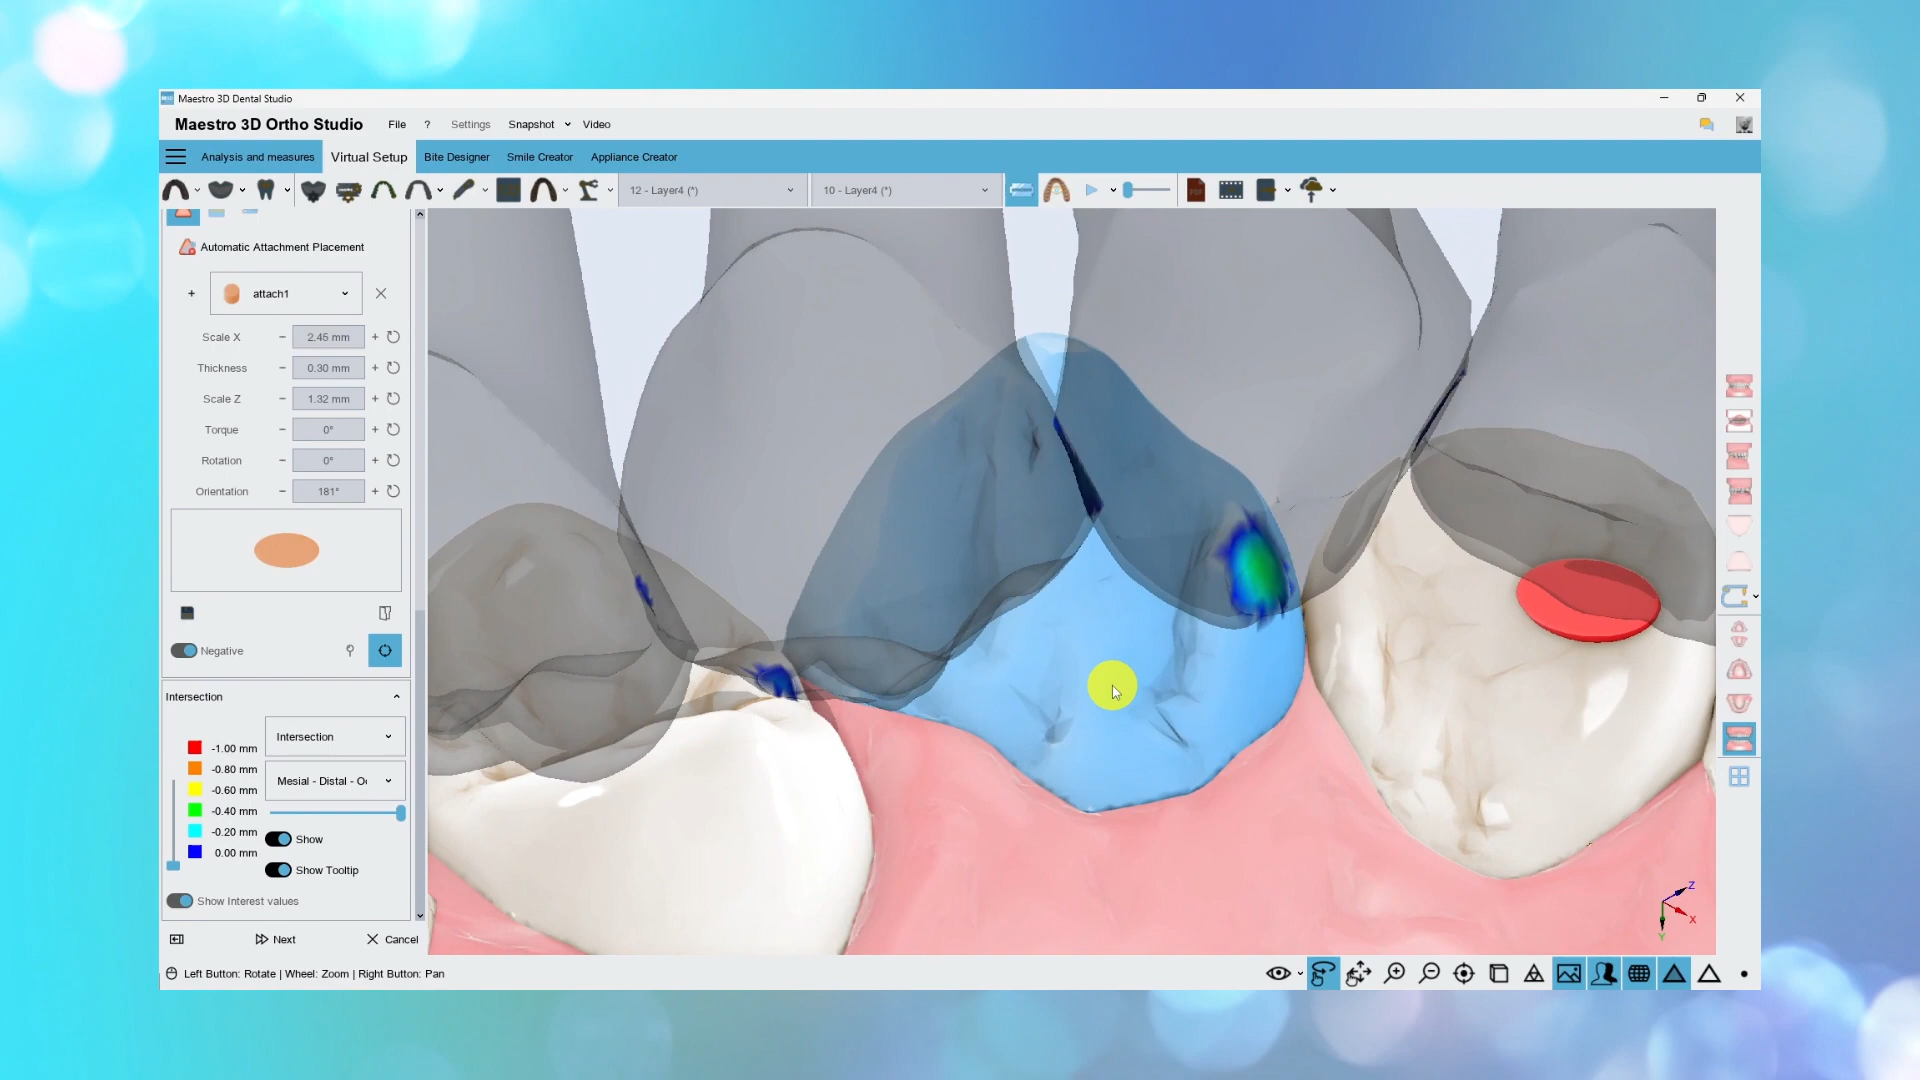 Maestro 3D Dental Studio
Maestro 3D Ortho Studio File ? Settings Snapshot Video
Analysis and measures Virtual Setup Bite Designer Smile Creator Appliance Creator
12 - Layer4 (*) 10 - Layer4 (*)
Automatic Attachment Placement
+ attach1
Scale X - 2.45 mm +
Thickness - 0.30 mm +
Scale Z - 1.32 mm +
Torque - 0° +
Rotation - 0° +
Orientation - 181° +
Negative
Intersection
Intersection
-1.00 mm
-0.80 mm
Mesial - Distal - Oc
-0.60 mm
-0.40 mm
-0.20 mm
Show
0.00 mm
Show Tooltip
Show Interest values
Next Cancel
Left Button: Rotate | Wheel: Zoom | Right Button: Pan
Z
X
Y